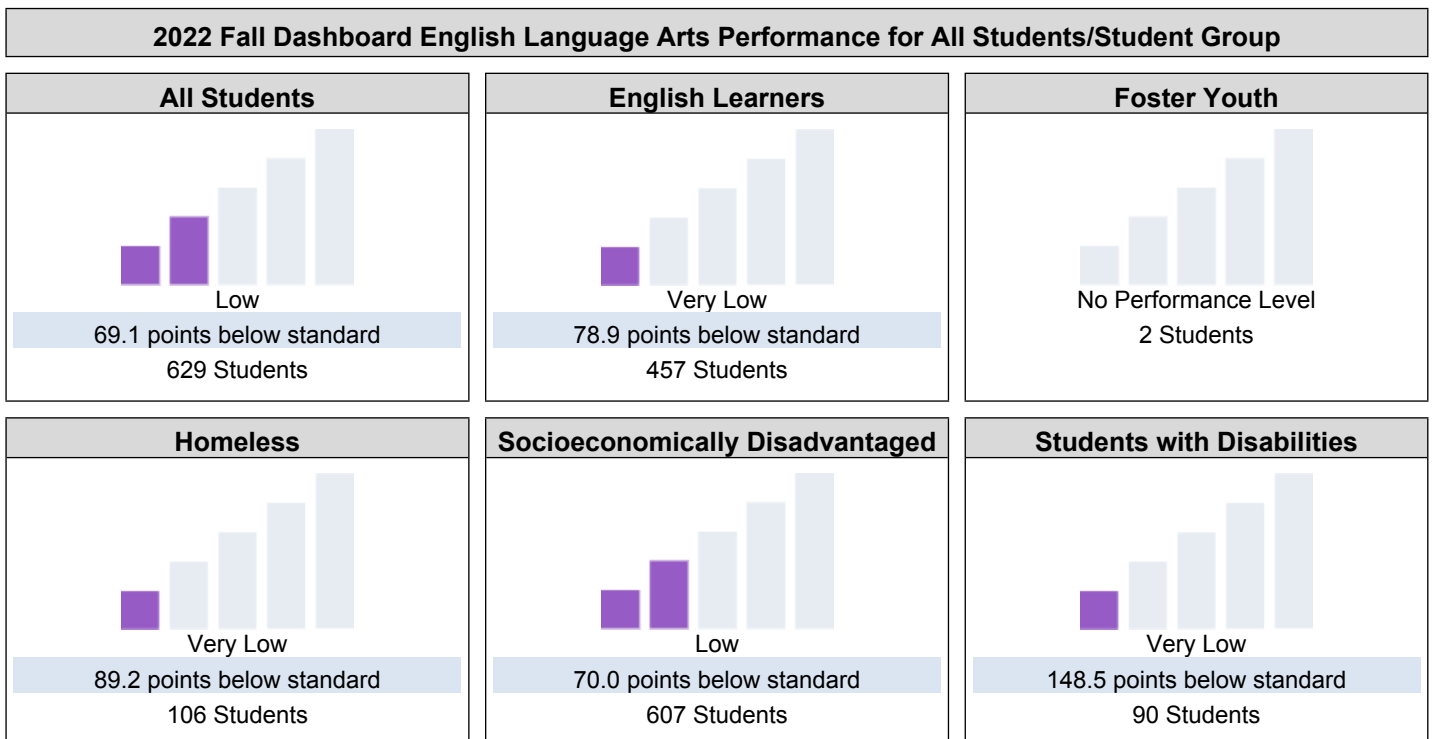 2022 Fall Dashboard English Language Arts Performance for All Students/Student Group
All Students
Low
69.1 points below standard
629 Students
English Learners
Very Low
78.9 points below standard
457 Students
Foster Youth
No Performance Level
2 Students
Homeless
Very Low
89.2 points below standard
106 Students
Socioeconomically Disadvantaged
Low
70.0 points below standard
607 Students
Students with Disabilities
Very Low
148.5 points below standard
90 Students